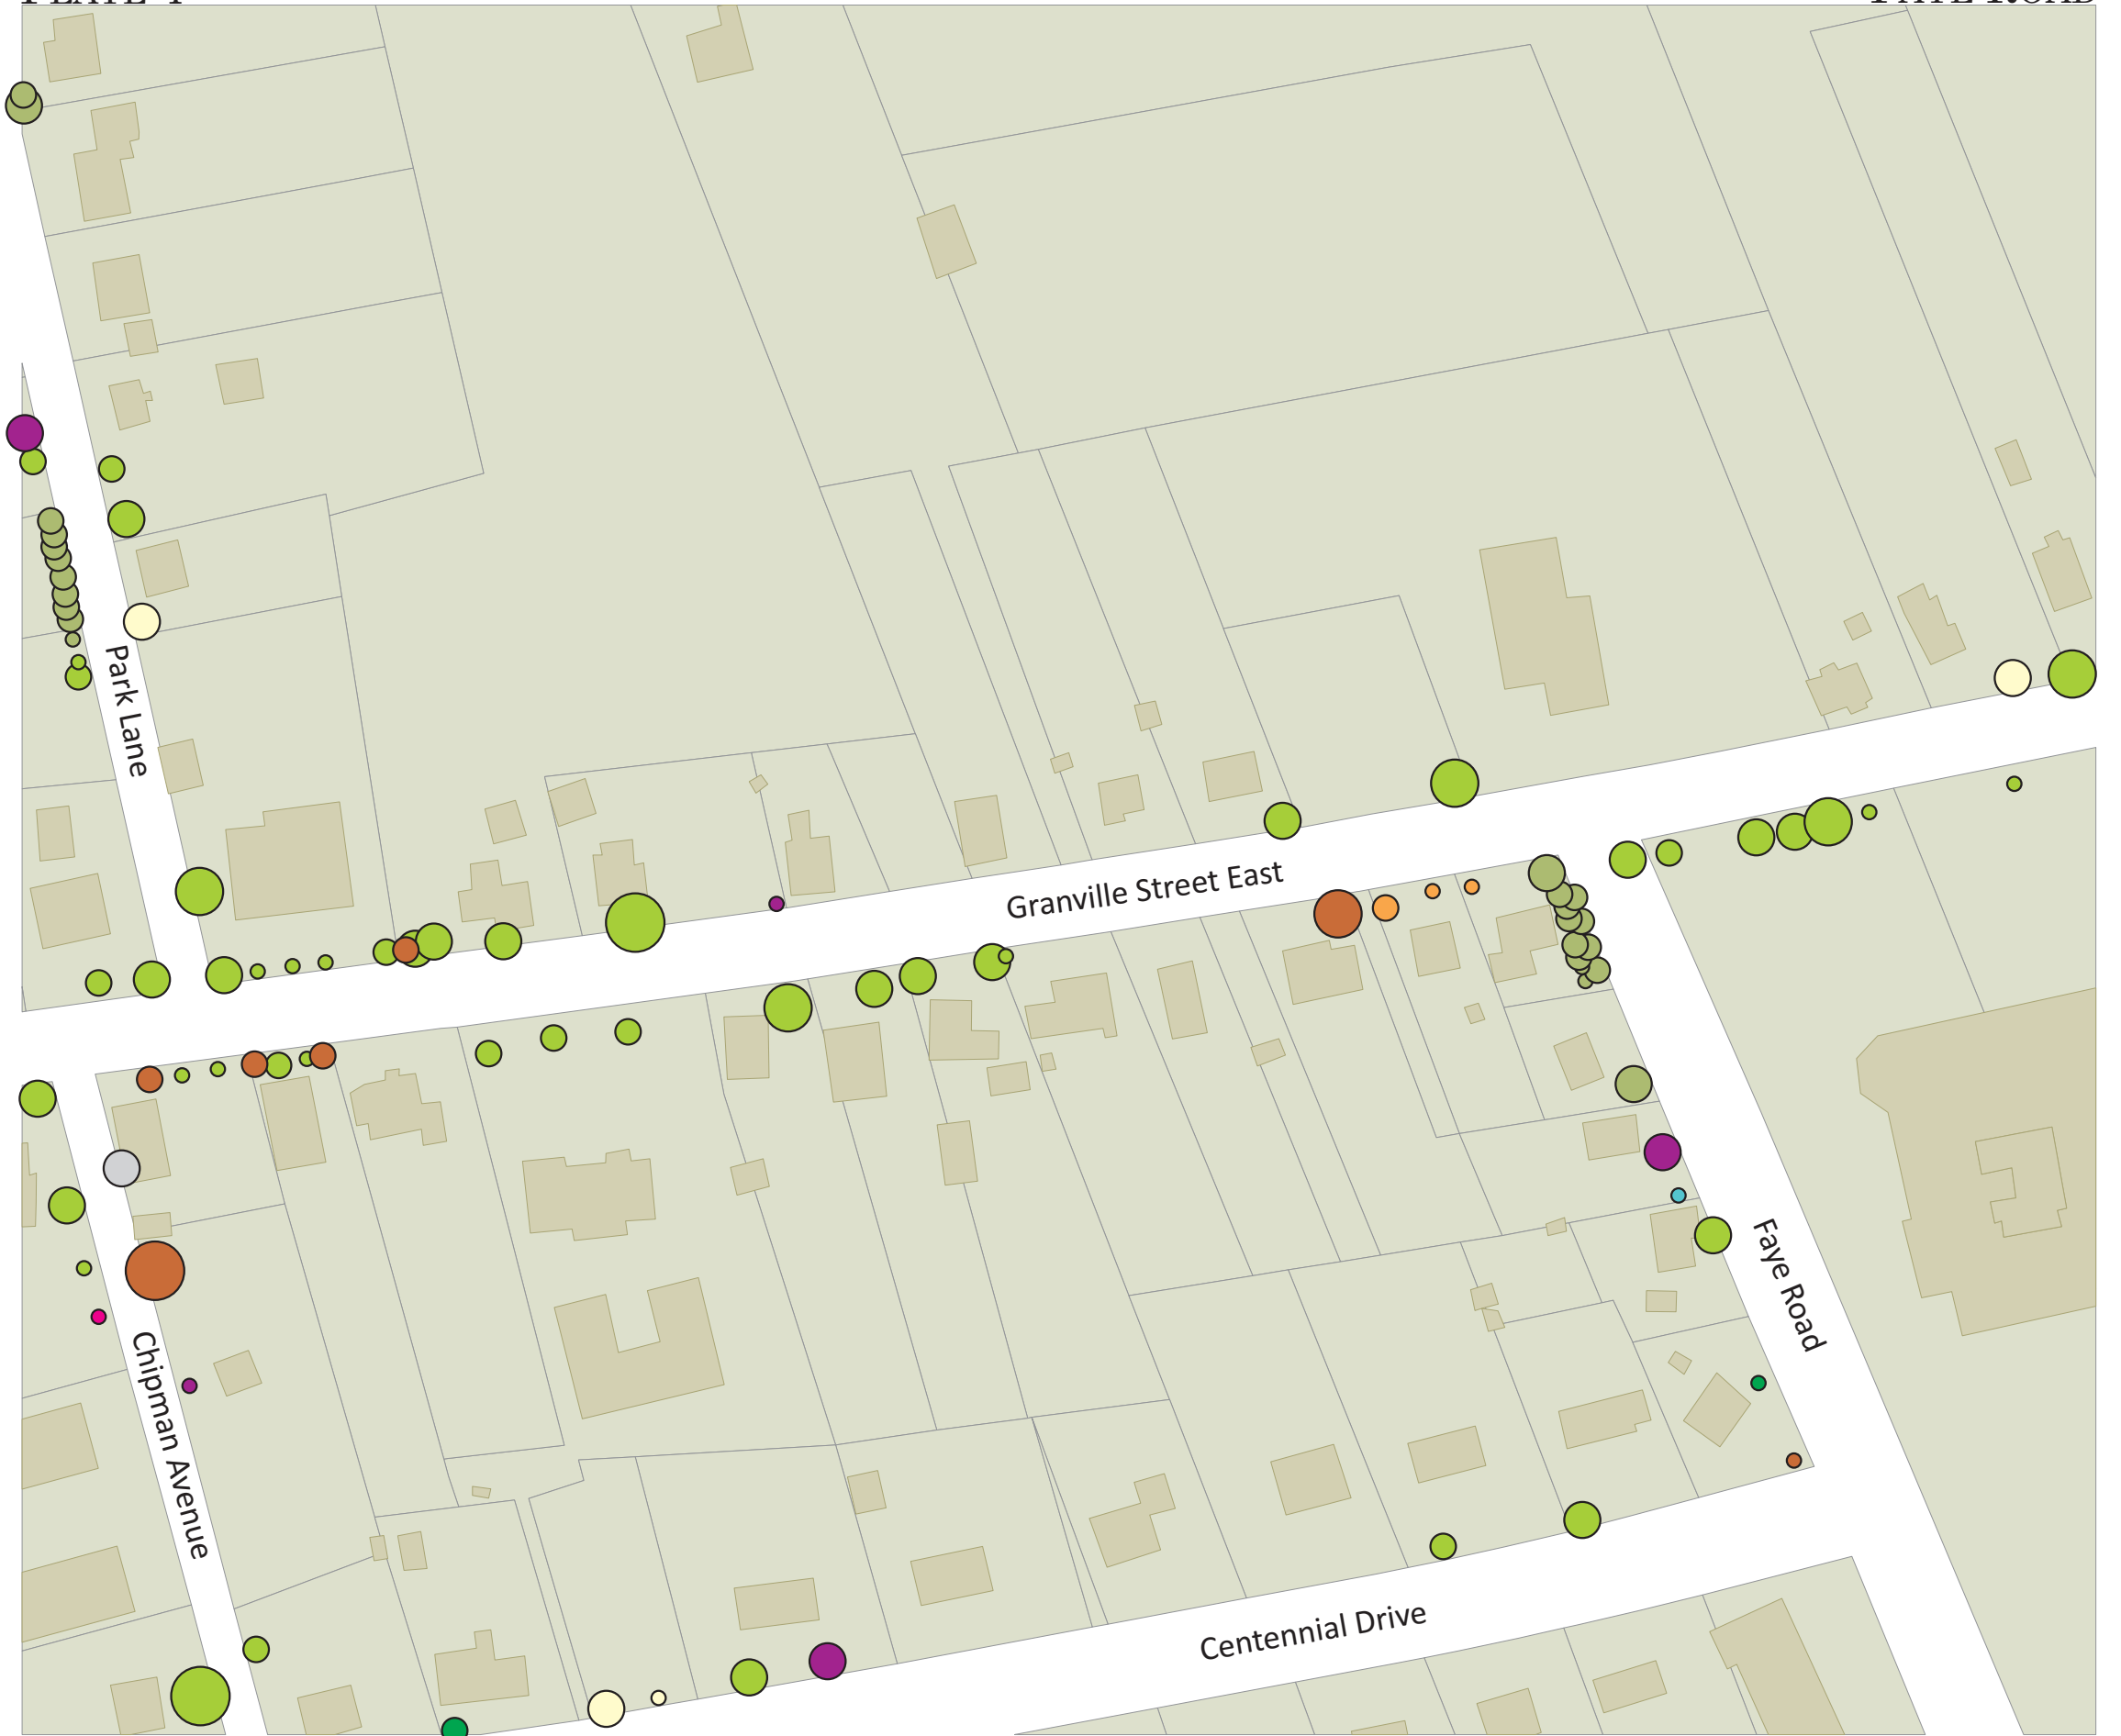 Park Lane
Granville Street East
Faye Road
Chipman Avenue
Centennial Drive